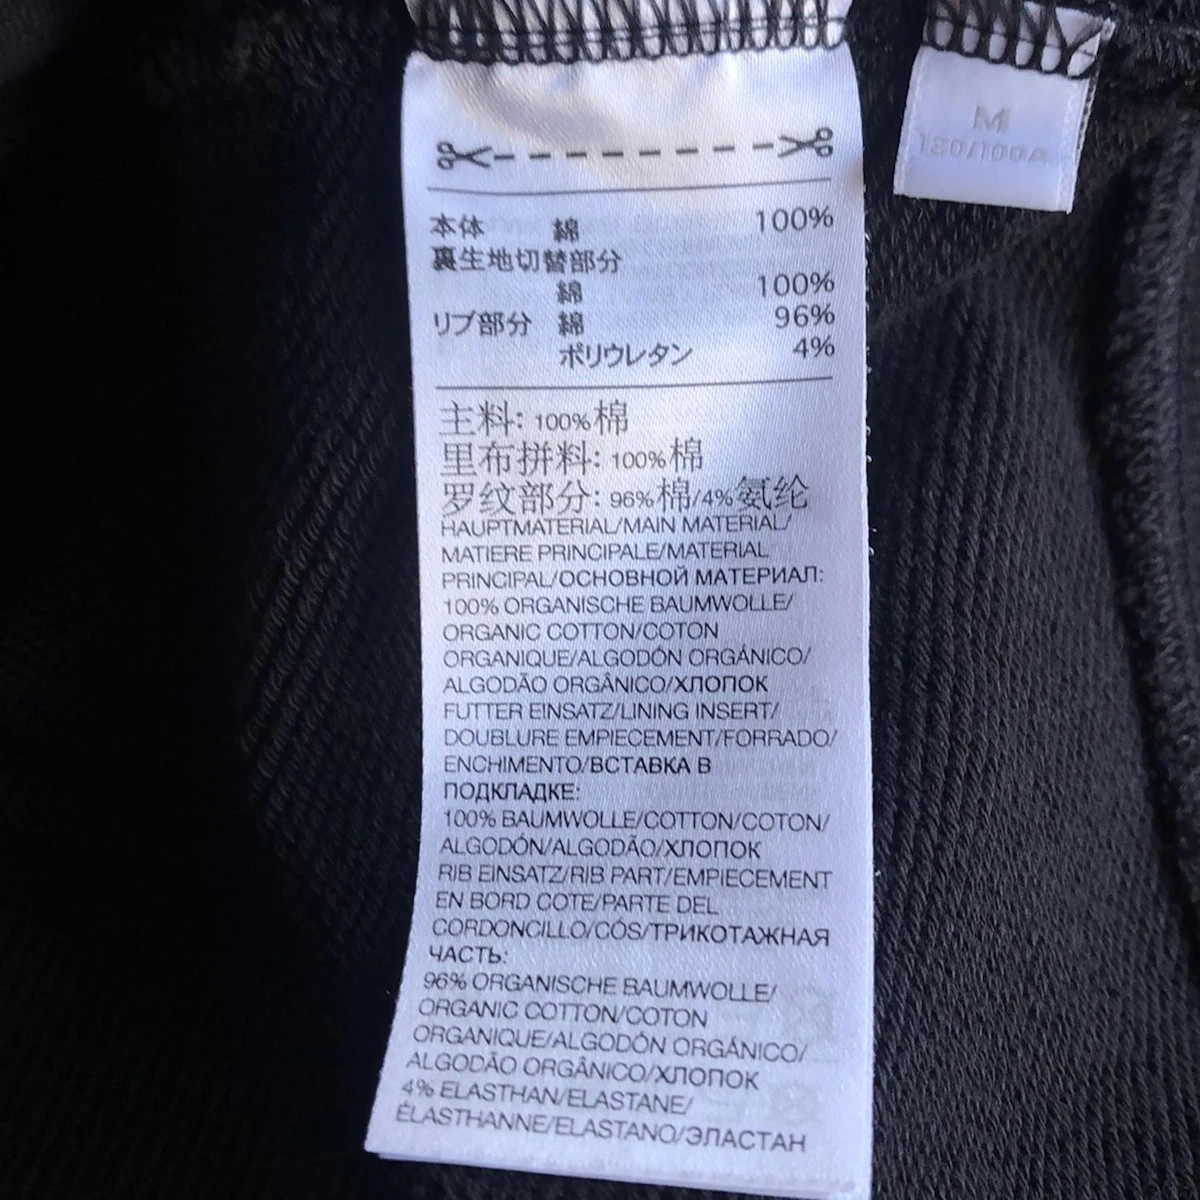 本体 綿 100%
裏生地切替部分
綿 100%
リブ部分 綿 96%
ポリウレタン 4%
主料: 100%棉
里布拼料: 100%棉
罗纹部分: 96%棉/4%氨纶
HAUPTMATERIAL/MAIN MATERIAL/
MATIERE PRINCIPALE/MATERIAL
PRINCIPAL/ОСНОВНОЙ МАТЕРИАЛ:
100% ORGANISCHE BAUMWOLLE/
ORGANIC COTTON/COTON
ORGANIQUE/ALGODÓN ORGÁNICO/
ALGODÃO ORGÂNICO/ХЛОПОК
FUTTER EINSATZ/LINING INSERT/
DOUBLURE EMPIECEMENT/FORRADO/
ENCHIMENTO/ВСТАВКА В
ПОДКЛАДКЕ:
100% BAUMWOLLE/COTTON/COTON/
ALGODÓN/ALGODÃO/ХЛОПОК
RIB EINSATZ/RIB PART/EMPIECEMENT
EN BORD COTE/PARTE DEL
CORDONCILLO/CÓS/ТРИКОТАЖНАЯ
ЧАСТЬ:
96% ORGANISCHE BAUMWOLLE/
ORGANIC COTTON/COTON
ORGANIQUE/ALGODÓN ORGÁNICO/
ALGODÃO ORGÂNICO/ХЛОПОК
4% ELASTHAN/ELASTANE/
ÉLASTHANNE/ELASTANO/ЭЛАСТАН
M